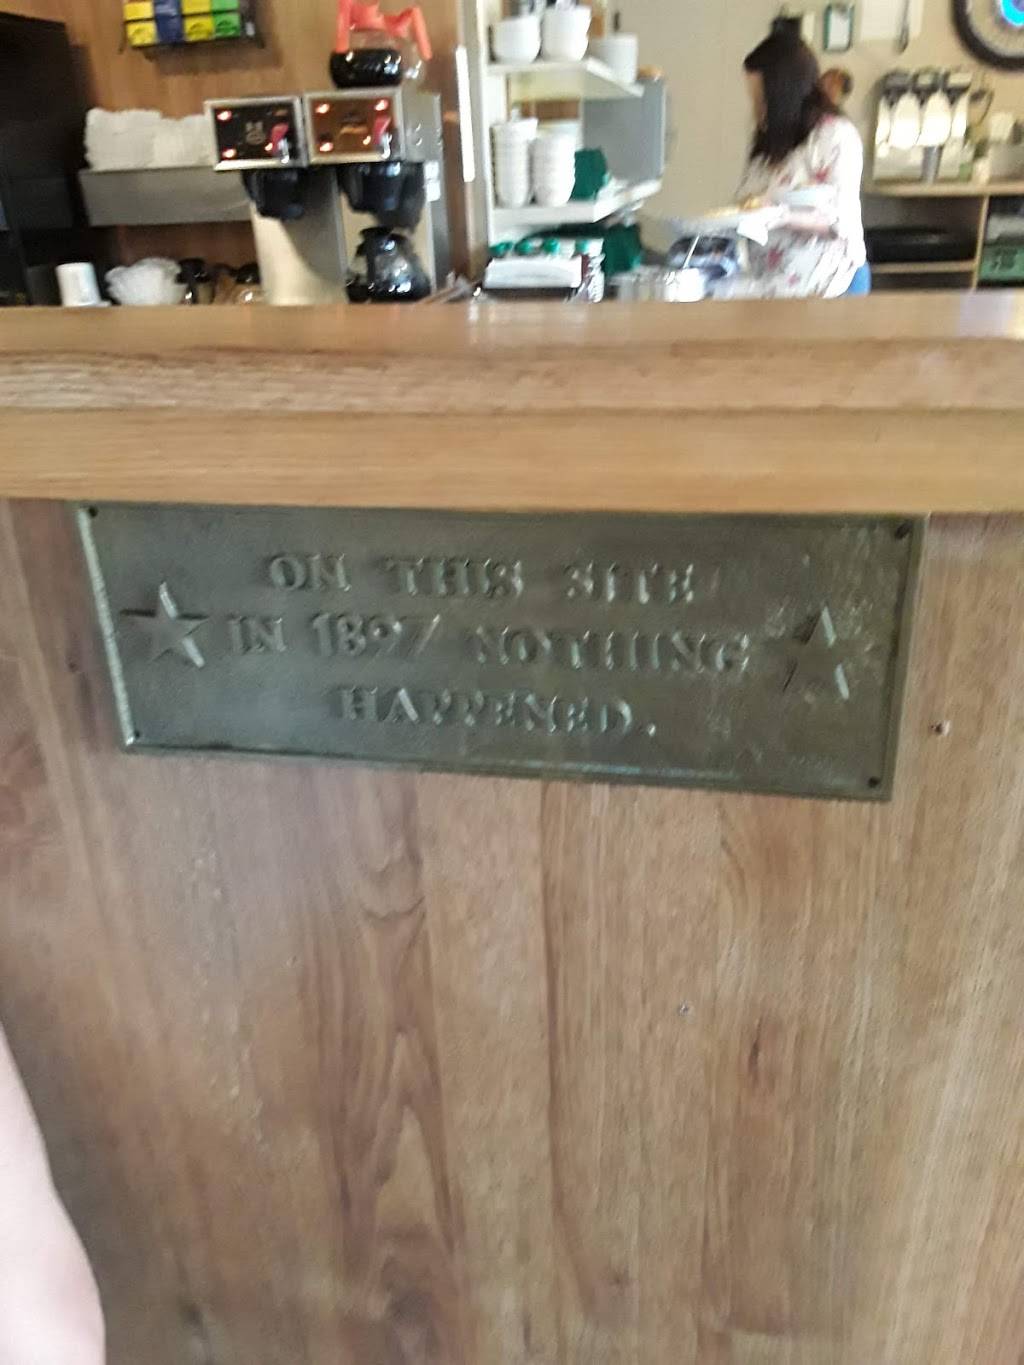 ON THIS SITE
IN 1897 NOTHING
HAPPENED.